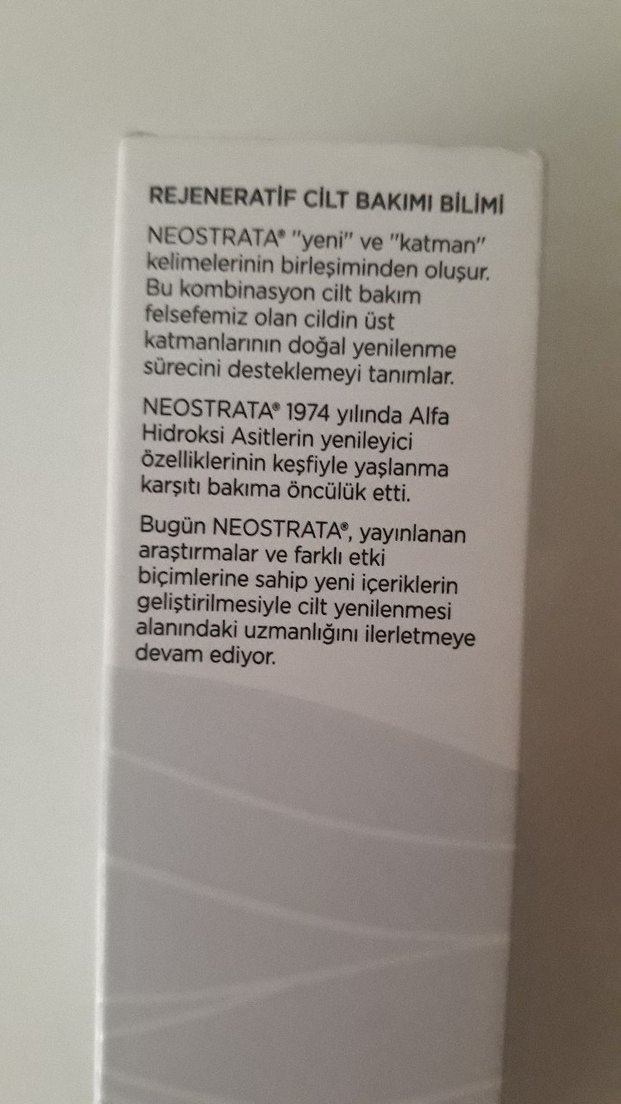 REJENERATİF CİLT BAKIMI BİLİMİ
NEOSTRATA® "yeni" ve "katman"
kelimelerinin birleşiminden oluşur.
Bu kombinasyon cilt bakım
felsefemiz olan cildin üst
katmanlarının doğal yenilenme
sürecini desteklemeyi tanımlar.
NEOSTRATA® 1974 yılında Alfa
Hidroksi Asitlerin yenileyici
özelliklerinin keşfiyle yaşlanma
karşıtı bakıma öncülük etti.
Bugün NEOSTRATA®, yayınlanan
araştırmalar ve farklı etki
biçimlerine sahip yeni içeriklerin
geliştirilmesiyle cilt yenilenmesi
alanındaki uzmanlığını ilerletmeye
devam ediyor.